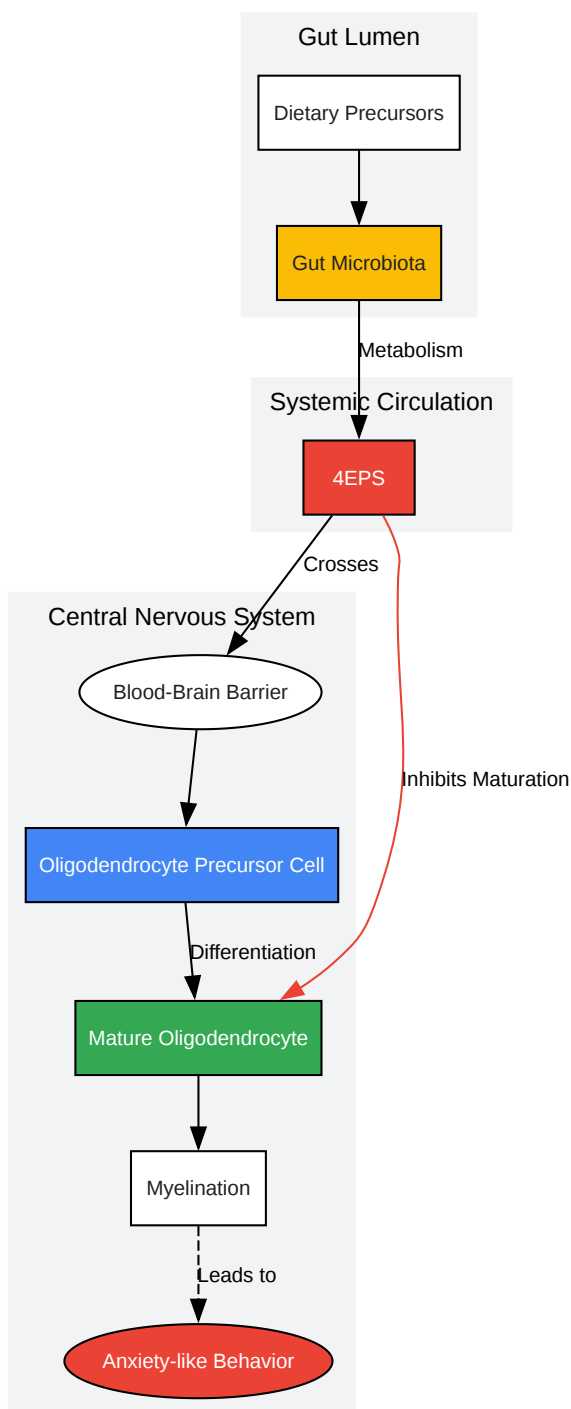 Gut Lumen
Dietary Precursors
Gut Microbiota
Metabolism
Systemic Circulation
4EPS
Crosses
Central Nervous System
Blood-Brain Barrier
Inhibits Maturation
Oligodendrocyte Precursor Cell
Differentiation
Mature Oligodendrocyte
Myelination
Leads to
Anxiety-like Behavior